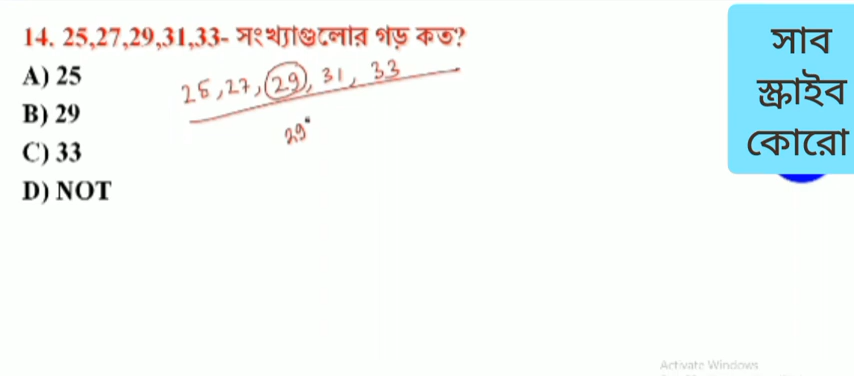 14. 25,27,29,31,33- সংখ্যাগুলোর গড় কত?
A) 25
B) 29
C) 33
D) NOT
25,27,29,31,33
29
সাব
স্ক্রাইব
কোরো
Activate Windows